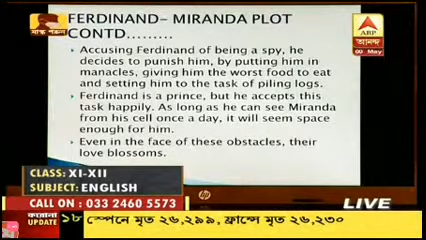 FERDINAND– MIRANDA PLOT
CONTD.........
Accusing Ferdinand of being a spy, he
decides to punish him, by putting him in
manacles, giving him the worst food to eat
and setting him to the task of piling logs.
Ferdinand is a prince, but he accepts this
task happily. As long as he can see Miranda
from his cell once a day, it will seem space
enough for him.
Even in the face of these obstacles, their
love blossoms.
abp
ABP
আনন্দ
মাস্ক পরুন
CLASS: XI-XII
SUBJECT: ENGLISH
CALL ON : 033 2460 5573
hp
LIVE
করোনা
UPDATE
স্পেনে মৃত ২৬,২৯৯, ফ্রান্সে মৃত ২৬,২৩০